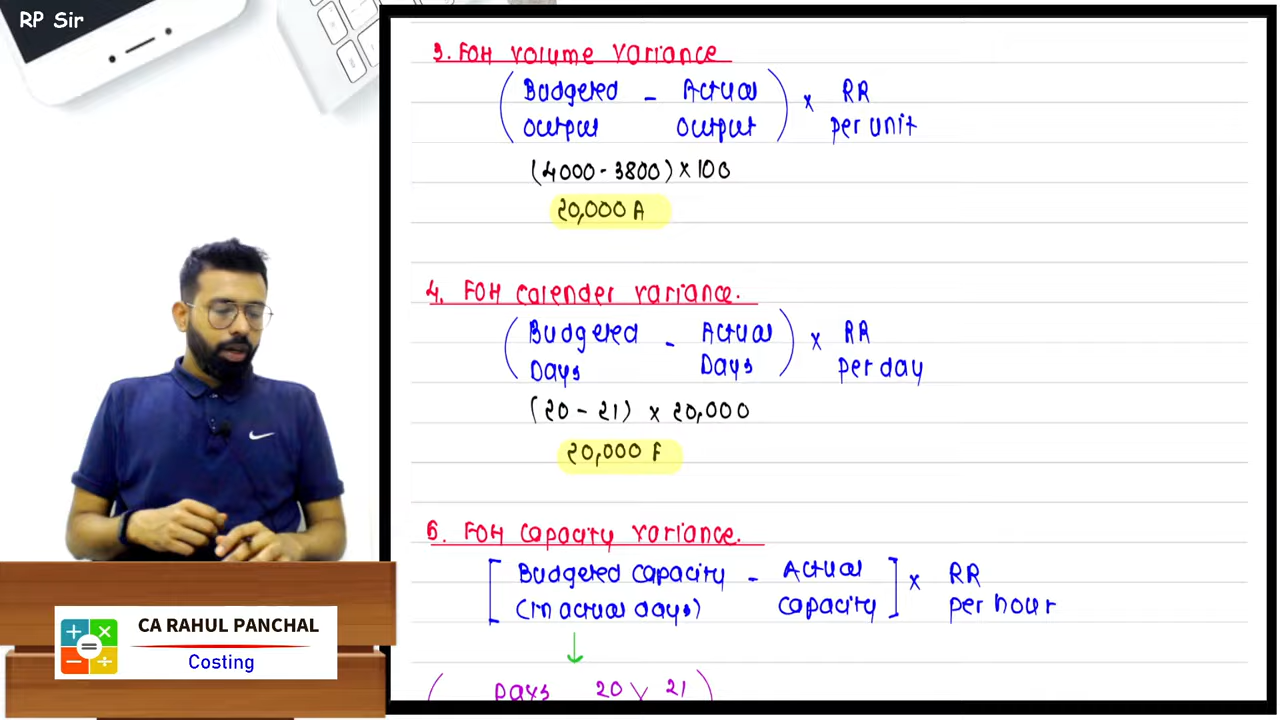 RP Sir
3. FOH Volume Variance
( Budgeted - Actual ) × RR
Output Output per unit
(4000 - 3800) × 100
20,000 A
4. FOH Calender Variance.
( Budgeted - Actual ) × RR
Days Days per day
(20 - 21) × 20,000
20,000 F
5. FOH Capacity Variance.
[ Budgeted Capacity - Actual ] × RR
(In actual days) Capacity per hour
↓
( Days 20 21 )
CA RAHUL PANCHAL
Costing